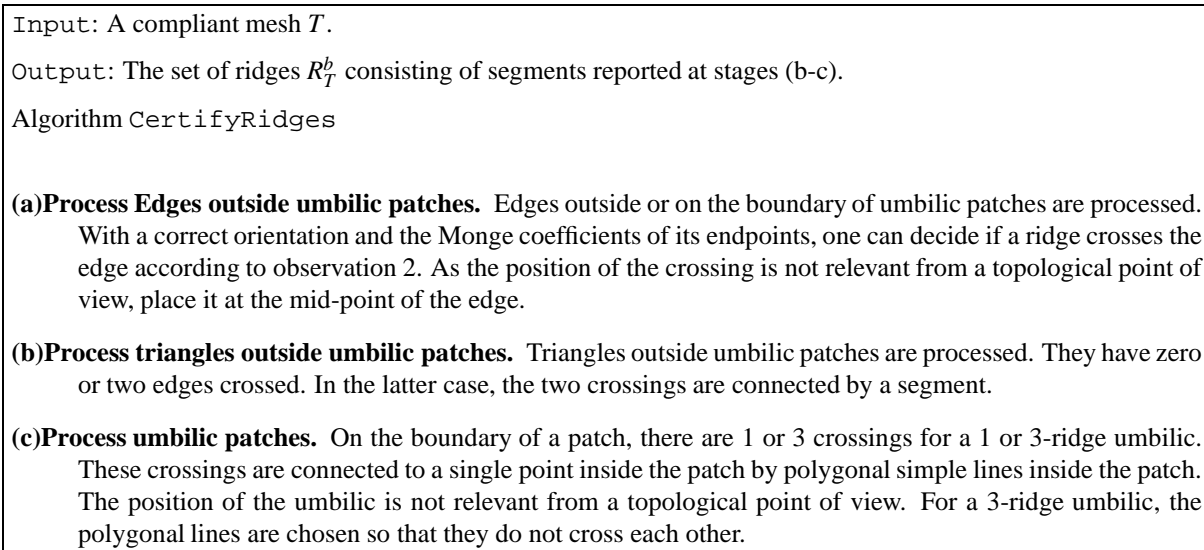 Input: A compliant mesh T.
Output: The set of ridges R_T^b consisting of segments reported at stages (b-c).
Algorithm CertifyRidges
(a)Process Edges outside umbilic patches. Edges outside or on the boundary of umbilic patches are processed.
With a correct orientation and the Monge coefficients of its endpoints, one can decide if a ridge crosses the
edge according to observation 2. As the position of the crossing is not relevant from a topological point of
view, place it at the mid-point of the edge.
(b)Process triangles outside umbilic patches. Triangles outside umbilic patches are processed. They have zero
or two edges crossed. In the latter case, the two crossings are connected by a segment.
(c)Process umbilic patches. On the boundary of a patch, there are 1 or 3 crossings for a 1 or 3-ridge umbilic.
These crossings are connected to a single point inside the patch by polygonal simple lines inside the patch.
The position of the umbilic is not relevant from a topological point of view. For a 3-ridge umbilic, the
polygonal lines are chosen so that they do not cross each other.